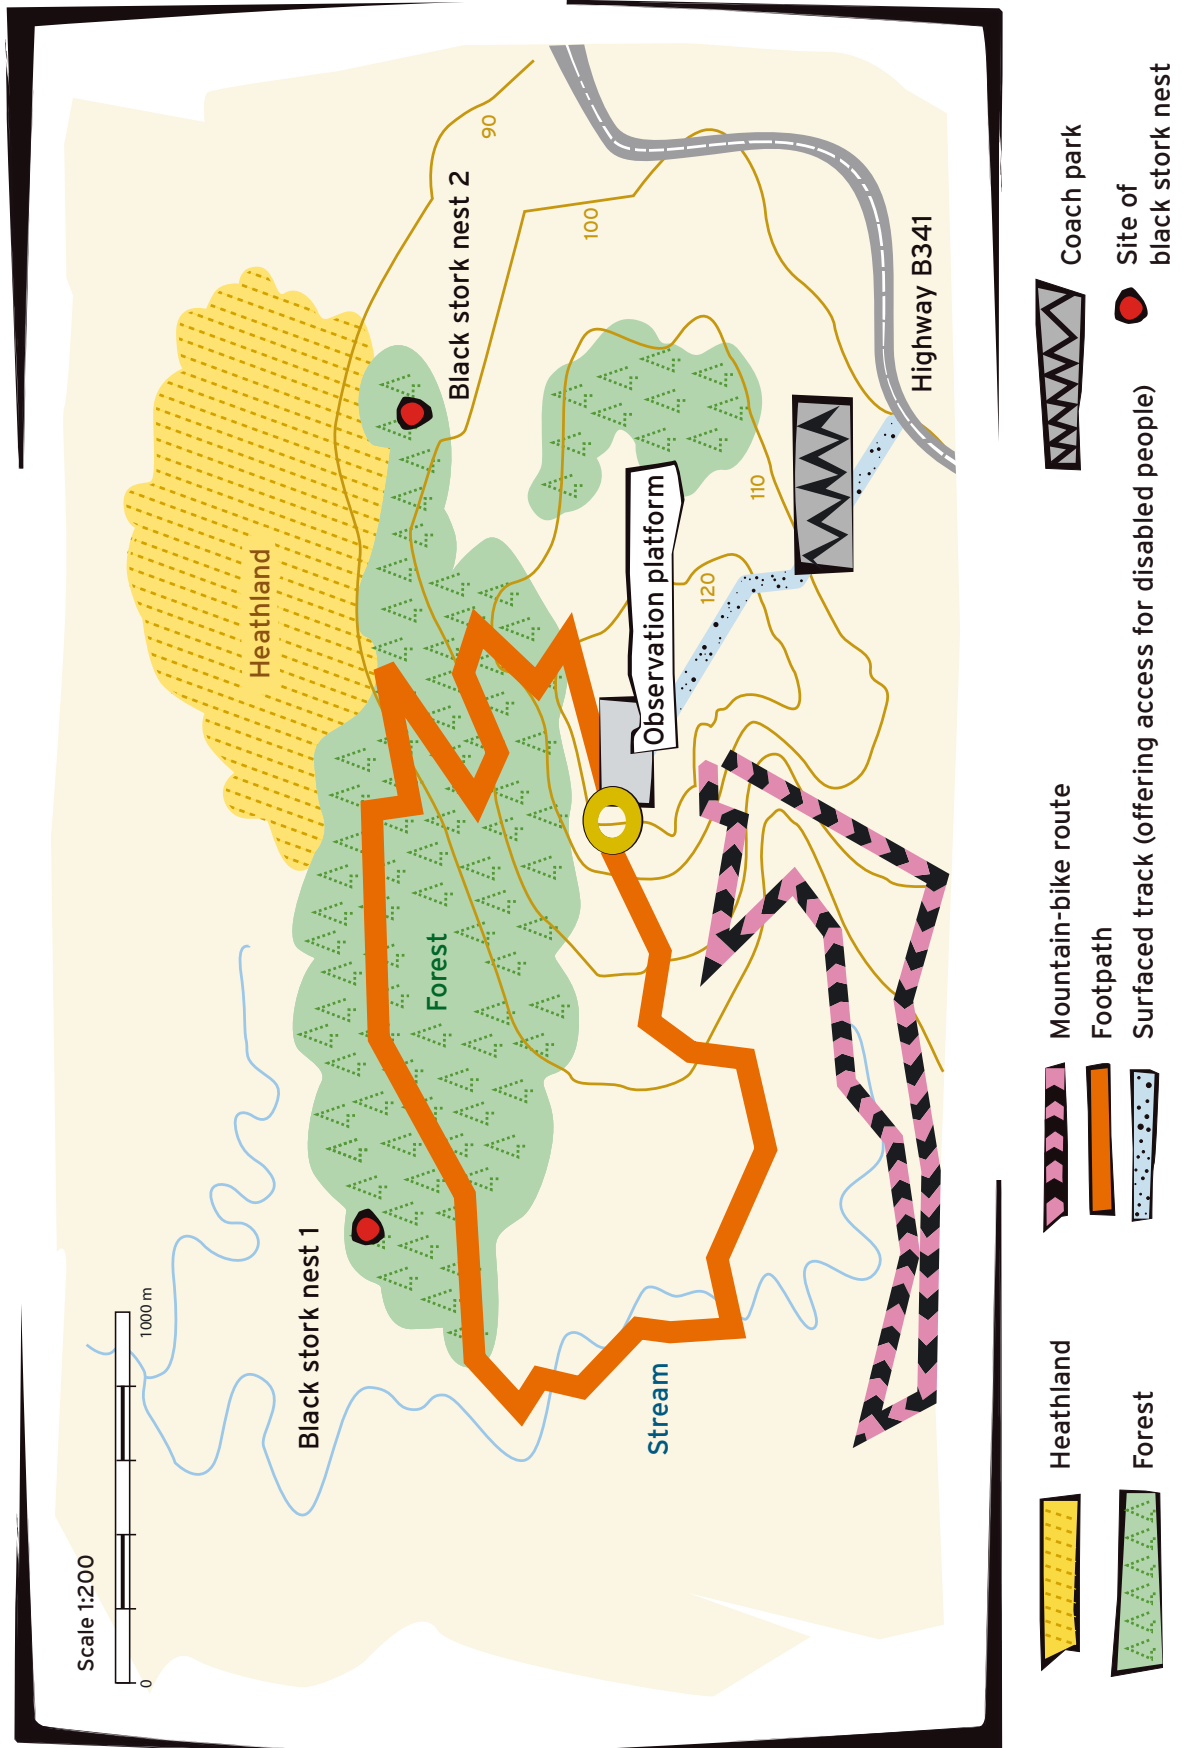 Scale 1:200
0
1000 m
Black stork nest 1
Heathland
Forest
Black stork nest 2
90
100
Observation platform
110
120
Stream
Highway B341
Heathland
Forest
Mountain-bike route
Footpath
Surfaced track (offering access for disabled people)
Coach park
Site of
black stork nest